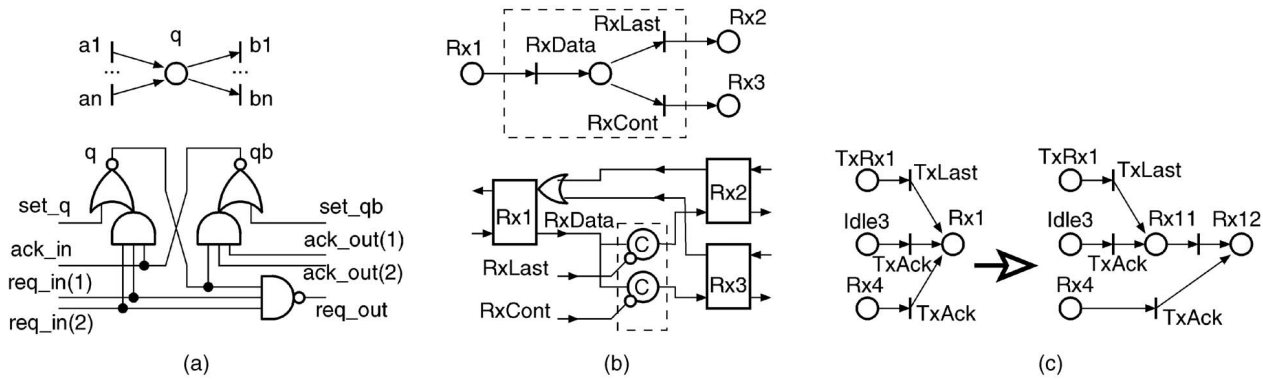 a1
q
b1
...
...
an
bn
q
qb
set_q
set_qb
ack_in
ack_out(1)
req_in(1)
ack_out(2)
req_in(2)
req_out
(a)
RxLast
Rx2
Rx1
RxData
Rx3
RxCont
Rx1
Rx2
RxData
C
RxLast
C
Rx3
RxCont
(b)
TxRx1
TxLast
Idle3
Rx1
TxAck
Rx4
TxAck
TxRx1
TxLast
Idle3
Rx11
Rx12
TxAck
Rx4
TxAck
(c)